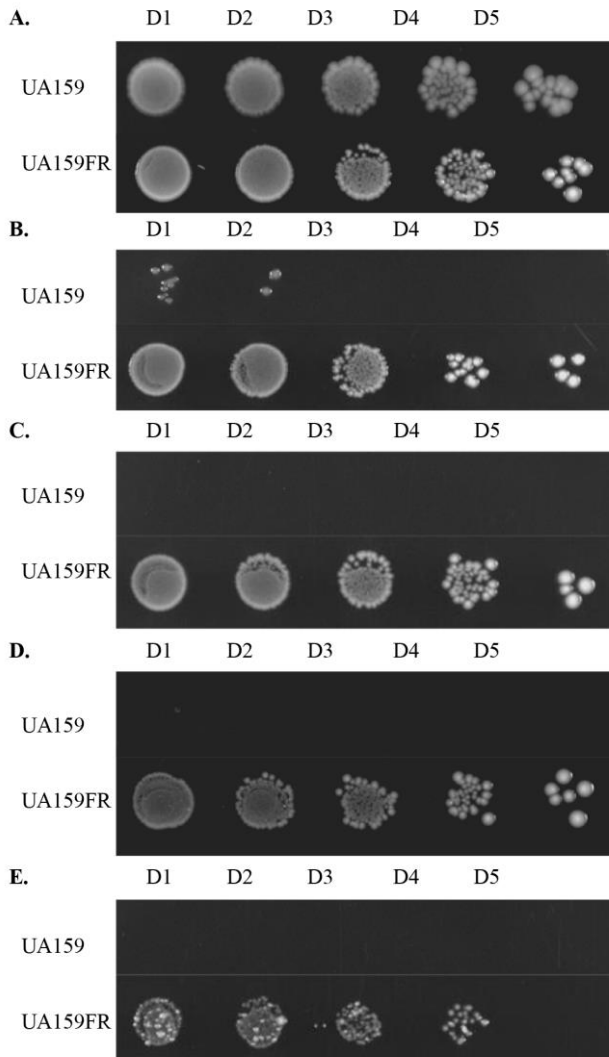 A. D1 D2 D3 D4 D5
UA159
UA159FR
B. D1 D2 D3 D4 D5
UA159
UA159FR
C. D1 D2 D3 D4 D5
UA159
UA159FR
D. D1 D2 D3 D4 D5
UA159
UA159FR
E. D1 D2 D3 D4 D5
UA159
UA159FR